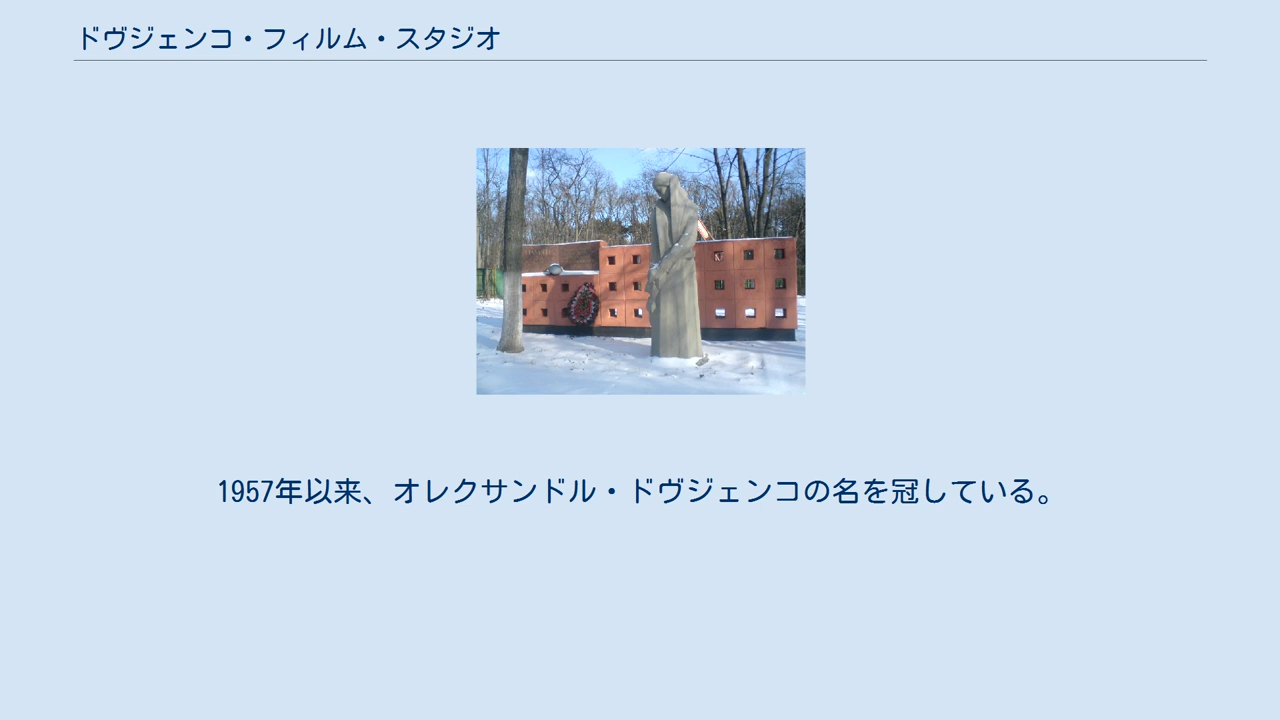 ドヴジェンコ・フィルム・スタジオ
1957年以来、オレクサンドル・ドヴジェンコの名を冠している。